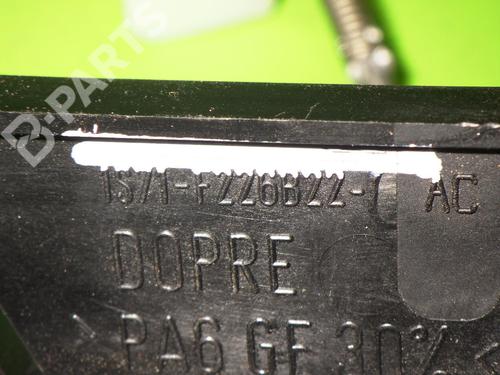 B-PARTS
1S71-F226B22-
AC
DOPRE
>PA6 GF 30%<